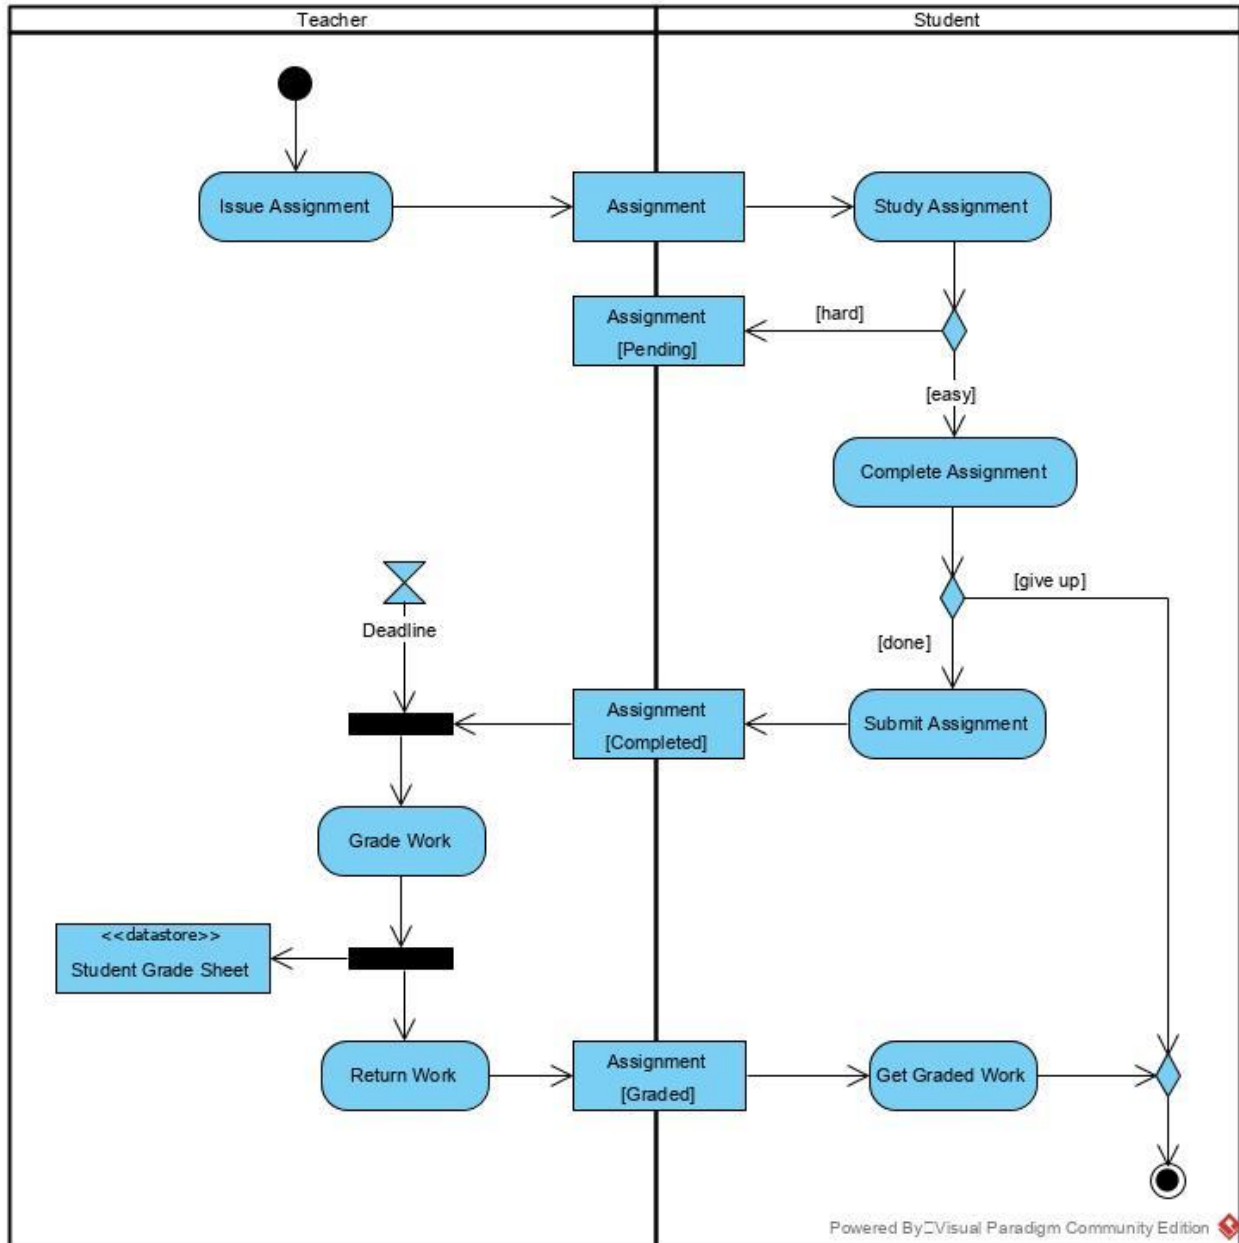 Teacher
Student
Issue Assignment
Assignment
Study Assignment
Assignment
[Pending]
[hard]
[easy]
Complete Assignment
[give up]
Deadline
[done]
Assignment
[Completed]
Submit Assignment
Grade Work
<<datastore>>
Student Grade Sheet
Return Work
Assignment
[Graded]
Get Graded Work
Powered By Visual Paradigm Community Edition